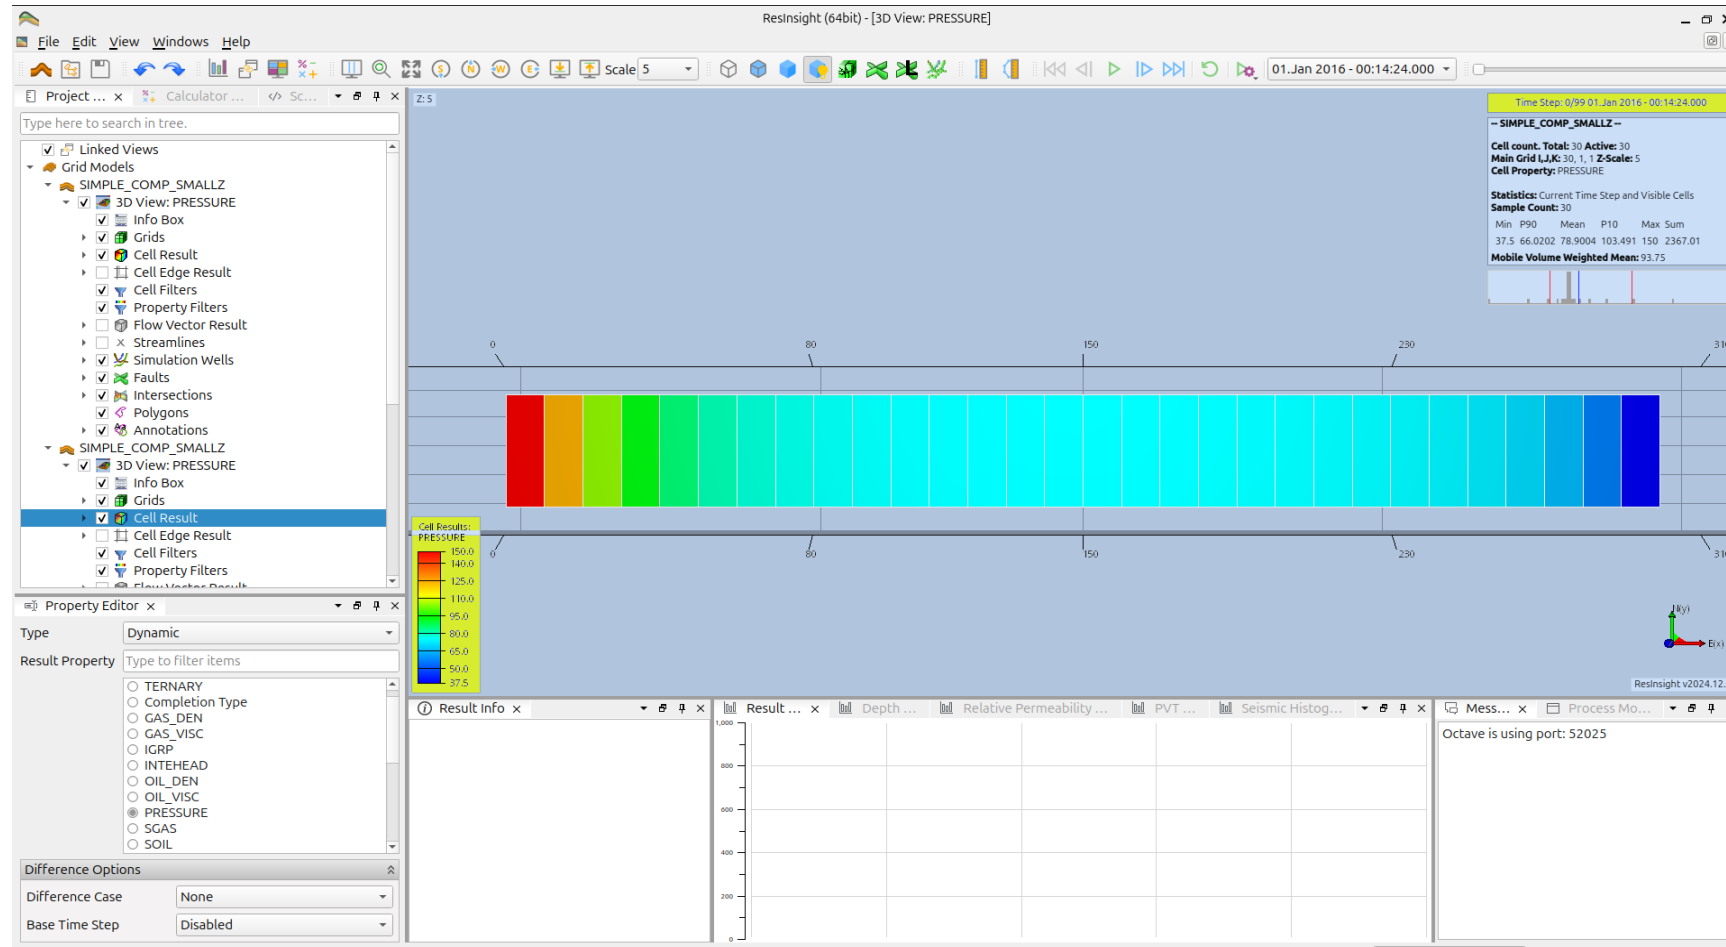 ResInsight (64bit) - [3D View: PRESSURE]
File Edit View Windows Help
Scale 5 01.Jan 2016 - 00:14:24.000
Project ... Calculator ... Sc...
Type here to search in tree.
Linked Views
Grid Models
SIMPLE_COMP_SMALLZ
3D View: PRESSURE
Info Box
Grids
Cell Result
Cell Edge Result
Cell Filters
Property Filters
Flow Vector Result
Streamlines
Simulation Wells
Faults
Intersections
Polygons
Annotations
SIMPLE_COMP_SMALLZ
3D View: PRESSURE
Info Box
Grids
Cell Result
Cell Edge Result
Cell Filters
Property Filters
Flow Vector Result
Property Editor
Type Dynamic
Result Property Type to filter items
TERNARY
Completion Type
GAS_DEN
GAS_VISC
IGRP
INTEHEAD
OIL_DEN
OIL_VISC
PRESSURE
SGAS
SOIL
Difference Options
Difference Case None
Base Time Step Disabled
Z: 5
Time Step: 0/99 01.Jan 2016 - 00:14:24.000
-- SIMPLE_COMP_SMALLZ --
Cell count. Total: 30 Active: 30
Main Grid I,J,K: 30, 1, 1 Z-Scale: 5
Cell Property: PRESSURE
Statistics: Current Time Step and Visible Cells
Sample Count: 30
Min P90 Mean P10 Max Sum
37.5 66.0202 78.9004 103.491 150 2367.01
Mobile Volume Weighted Mean: 93.75
0 80 150 230 310
0 80 150 230 310
Cell Results:
PRESSURE
150.0
140.0
125.0
110.0
95.0
80.0
65.0
50.0
37.5
N(y)
E(x)
ResInsight v2024.12.
Result Info
Result ... Depth ... Relative Permeability ... PVT ... Seismic Histog...
1,000
800
600
400
200
0
Mess... Process Mo...
Octave is using port: 52025